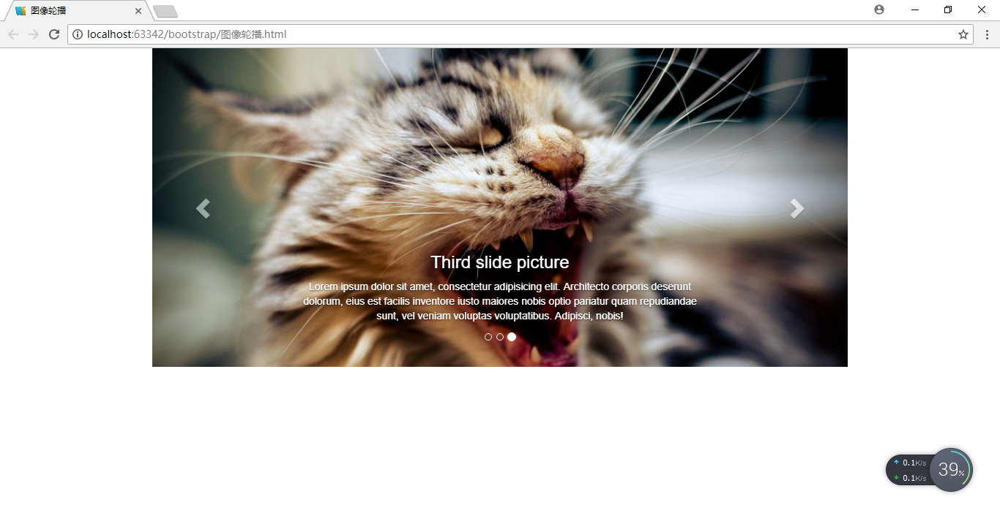 图像轮播
localhost:63342/bootstrap/图像轮播.html
Third slide picture
Lorem ipsum dolor sit amet, consectetur adipisicing elit. Architecto corporis deserunt
dolorum, eius est facilis inventore iusto maiores nobis optio pariatur quam repudiandae
sunt, vel veniam voluptas voluptatibus. Adipisci, nobis!
0.1K/s
0.1K/s
39%